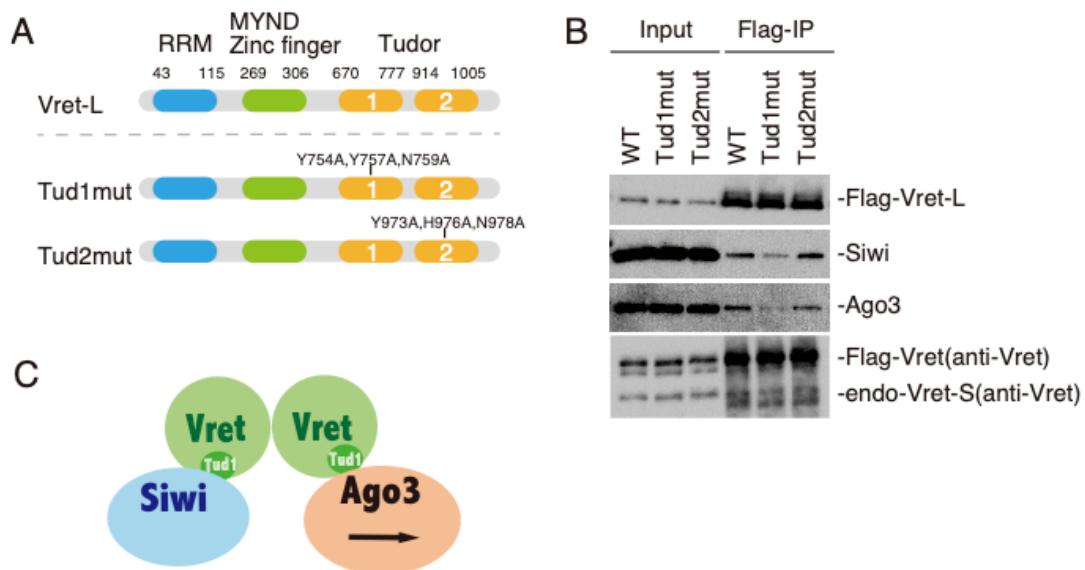 A
RRM
MYND
Zinc finger
Tudor
43 115 269 306 670 777 914 1005
Vret-L
1 2
Y754A,Y757A,N759A
Tud1mut
1 2
Y973A,H976A,N978A
Tud2mut
1 2
B
Input Flag-IP
WT Tud1mut Tud2mut WT Tud1mut Tud2mut
-Flag-Vret-L
-Siwi
-Ago3
-Flag-Vret(anti-Vret)
-endo-Vret-S(anti-Vret)
C
Vret Vret
Tud1 Tud1
Siwi Ago3